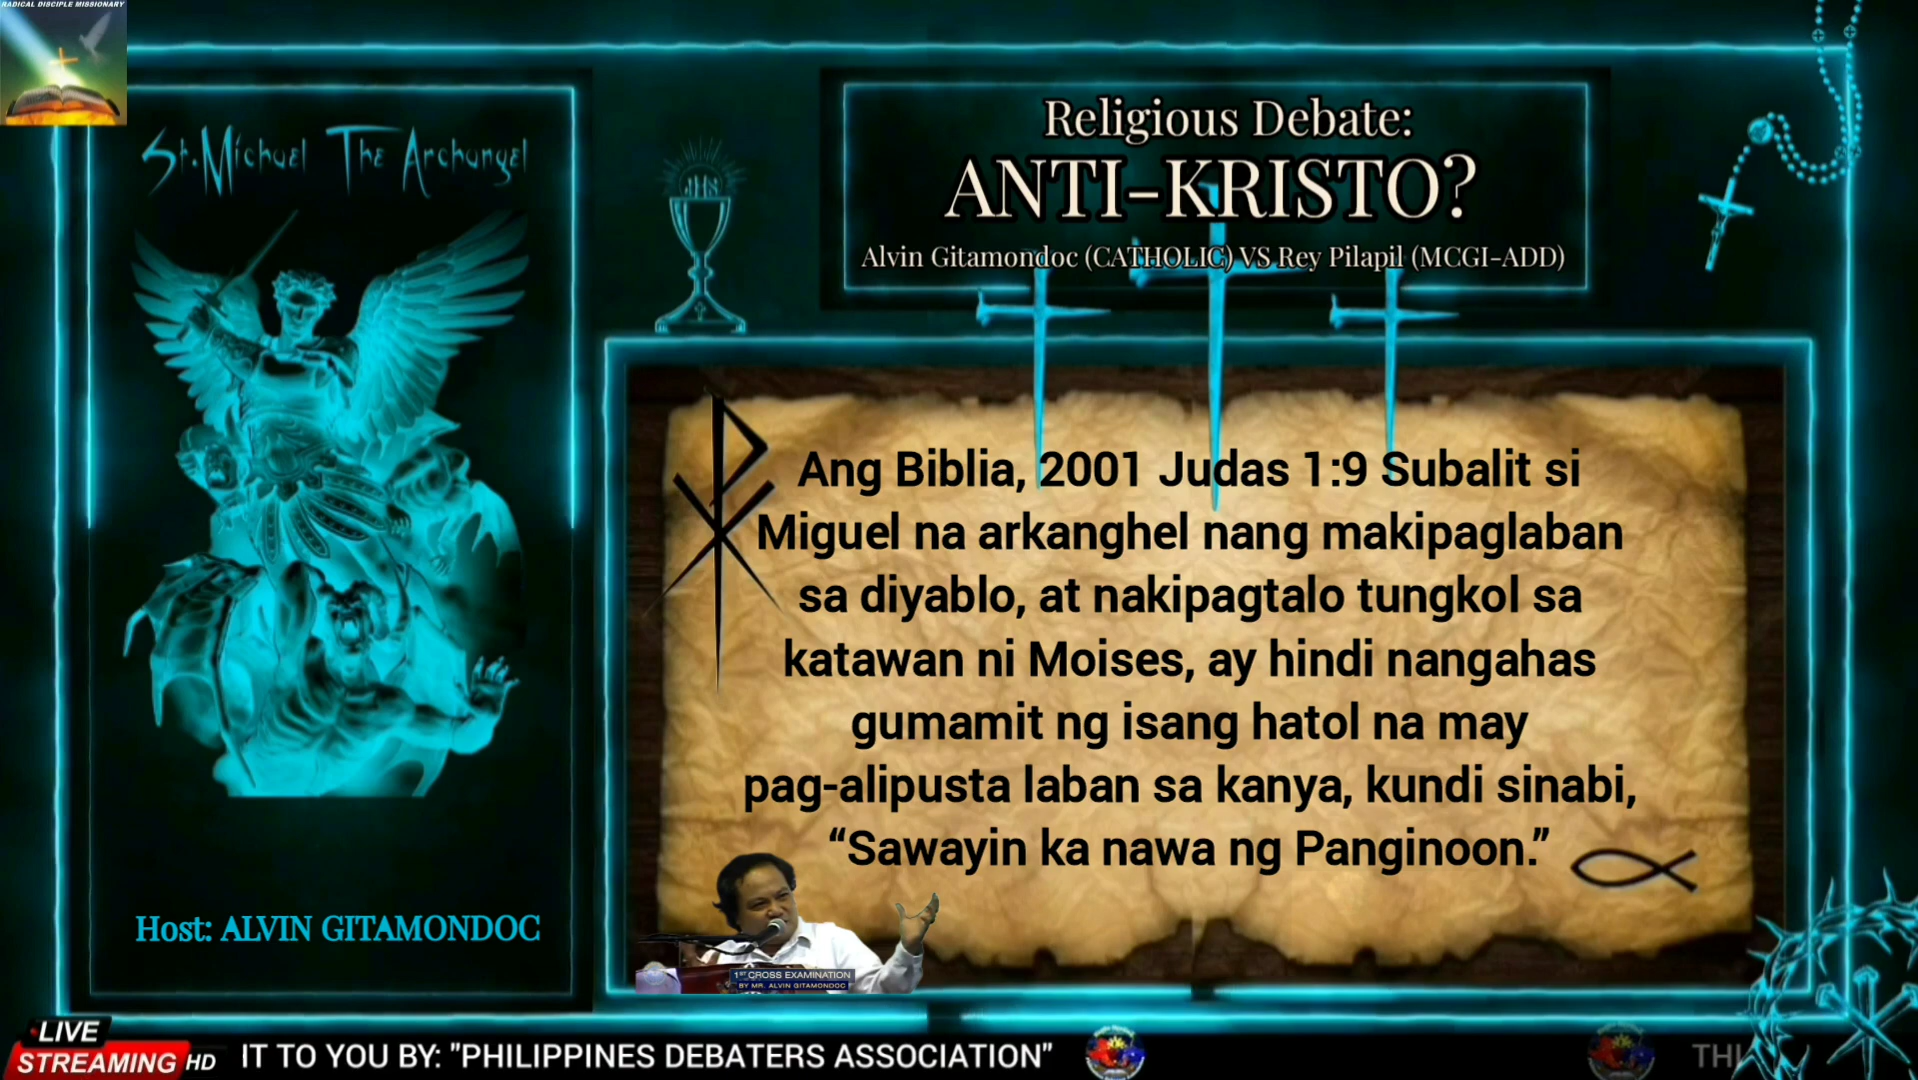 RADICAL DISCIPLE MISSIONARY
St. Michael The Archangel
JHS
Religious Debate:
ANTI-KRISTO?
Alvin Gitamondoc (CATHOLIC) VS Rey Pilapil (MCGI-ADD)
Ang Biblia, 2001 Judas 1:9 Subalit si
Miguel na arkanghel nang makipaglaban
sa diyablo, at nakipagtalo tungkol sa
katawan ni Moises, ay hindi nangahas
gumamit ng isang hatol na may
pag-alipusta laban sa kanya, kundi sinabi,
“Sawayin ka nawa ng Panginoon.”
Host: ALVIN GITAMONDOC
1ST CROSS EXAMINATION
BY MR. ALVIN GITAMONDOC
LIVE
STREAMING HD
IT TO YOU BY: "PHILIPPINES DEBATERS ASSOCIATION"